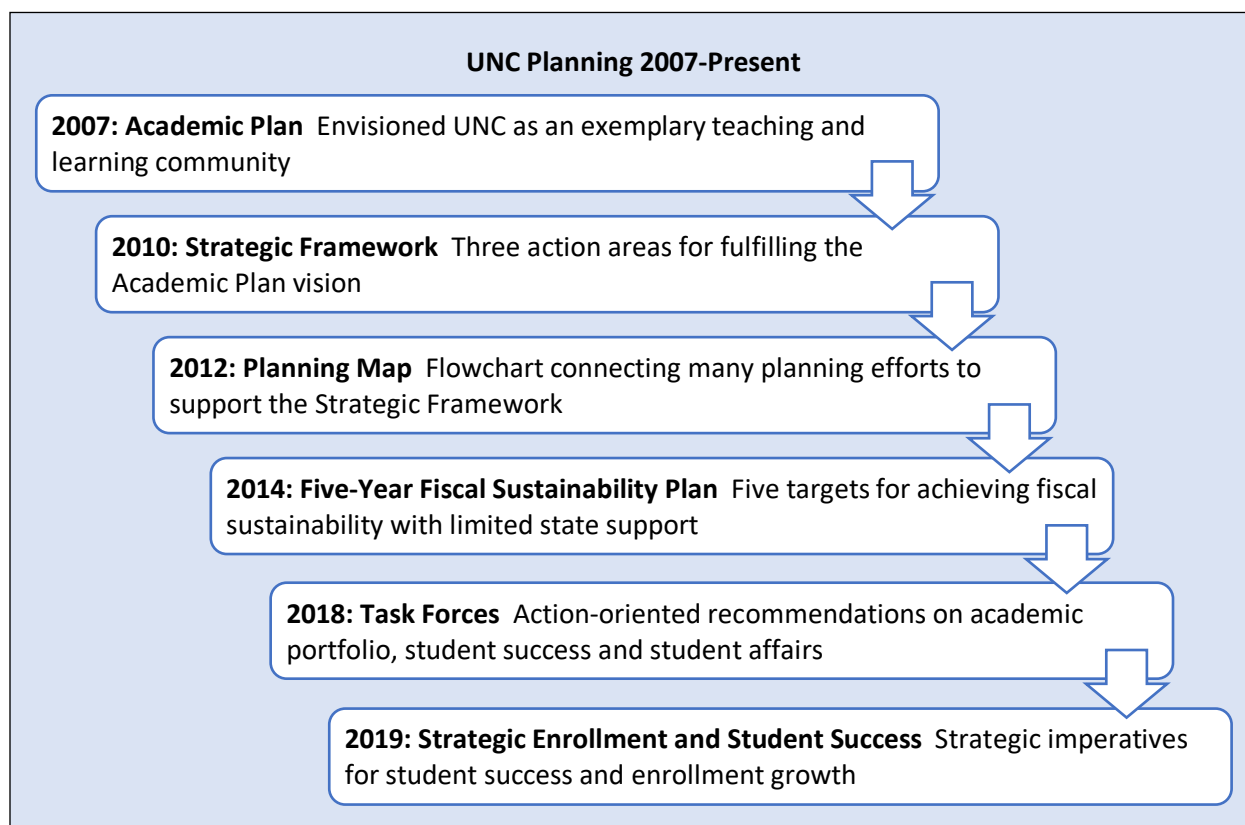 UNC Planning 2007-Present
2007: Academic Plan  Envisioned UNC as an exemplary teaching and
learning community
2010: Strategic Framework  Three action areas for fulfilling the
Academic Plan vision
2012: Planning Map  Flowchart connecting many planning efforts to
support the Strategic Framework
2014: Five-Year Fiscal Sustainability Plan  Five targets for achieving fiscal
sustainability with limited state support
2018: Task Forces  Action-oriented recommendations on academic
portfolio, student success and student affairs
2019: Strategic Enrollment and Student Success  Strategic imperatives
for student success and enrollment growth